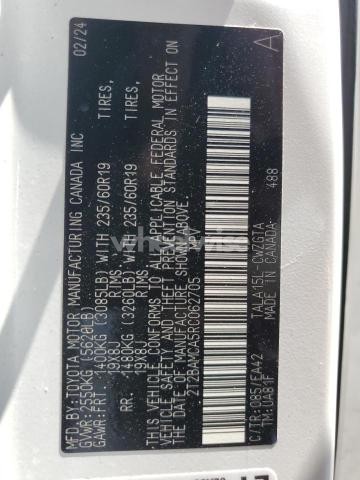 MFD.BY:TOYOTA MOTOR MANUFACTURING CANADA INC 02/24
GVWR:2550KG (5620LB)
GAWR:FRT. 1400KG (3085LB) WITH 235/60R19 TIRES,
19X8J RIMS
RR. 1480KG (3260LB) WITH 235/60R19 TIRES,
19X8J RIMS
THIS VEHICLE CONFORMS TO ALL APPLICABLE FEDERAL MOTOR
VEHICLE SAFETY THEFT PREVENTION STANDARDS IN EFFECT ON
THE DATE OF MANUFACTURE SHOWN ABOVE.
MPV
A
C/TR:085/EA42 TALA15L-CWZGTA 488
TM:UA81F MADE IN CANADA